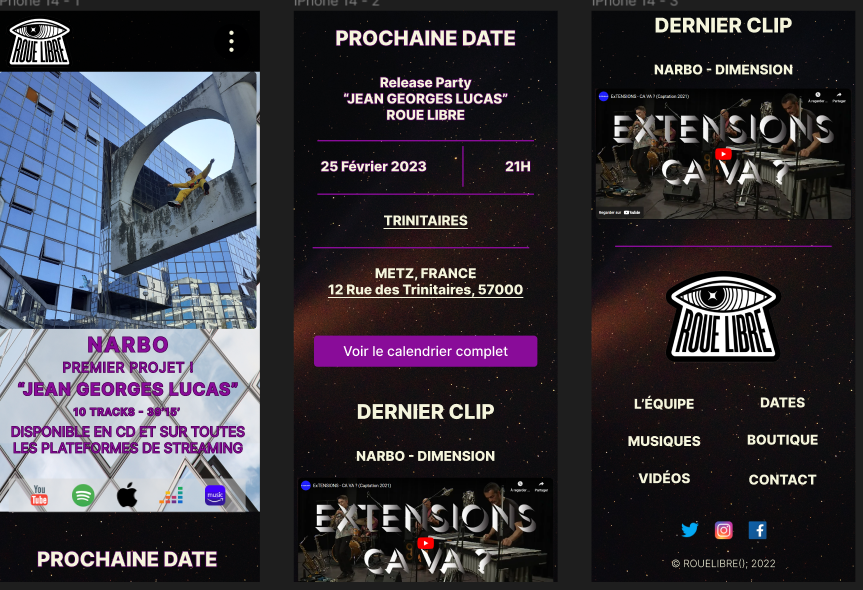 iPhone 14 - 1
ROUE LIBRE
NARBO
PREMIER PROJET I
“JEAN GEORGES LUCAS”
10 TRACKS - 39'15'
DISPONIBLE EN CD ET SUR TOUTES
LES PLATEFORMES DE STREAMING
You
Tube
music
PROCHAINE DATE
iPhone 14 - 2
PROCHAINE DATE
Release Party
“JEAN GEORGES LUCAS”
ROUE LIBRE
25 Février 2023
21H
TRINITAIRES
METZ, FRANCE
12 Rue des Trinitaires, 57000
Voir le calendrier complet
DERNIER CLIP
NARBO - DIMENSION
ExTENSIONS - CA VA ? (Captation 2021)
À regarder ...
Partager
EXTENSIONS
CA VA ?
iPhone 14 - 3
DERNIER CLIP
NARBO - DIMENSION
ExTENSIONS - CA VA ? (Captation 2021)
À regarder ...
Partager
EXTENSIONS
CA VA ?
Regarder sur YouTube
ROUE LIBRE
L'ÉQUIPE
DATES
MUSIQUES
BOUTIQUE
VIDÉOS
CONTACT
© ROUELIBRE(); 2022